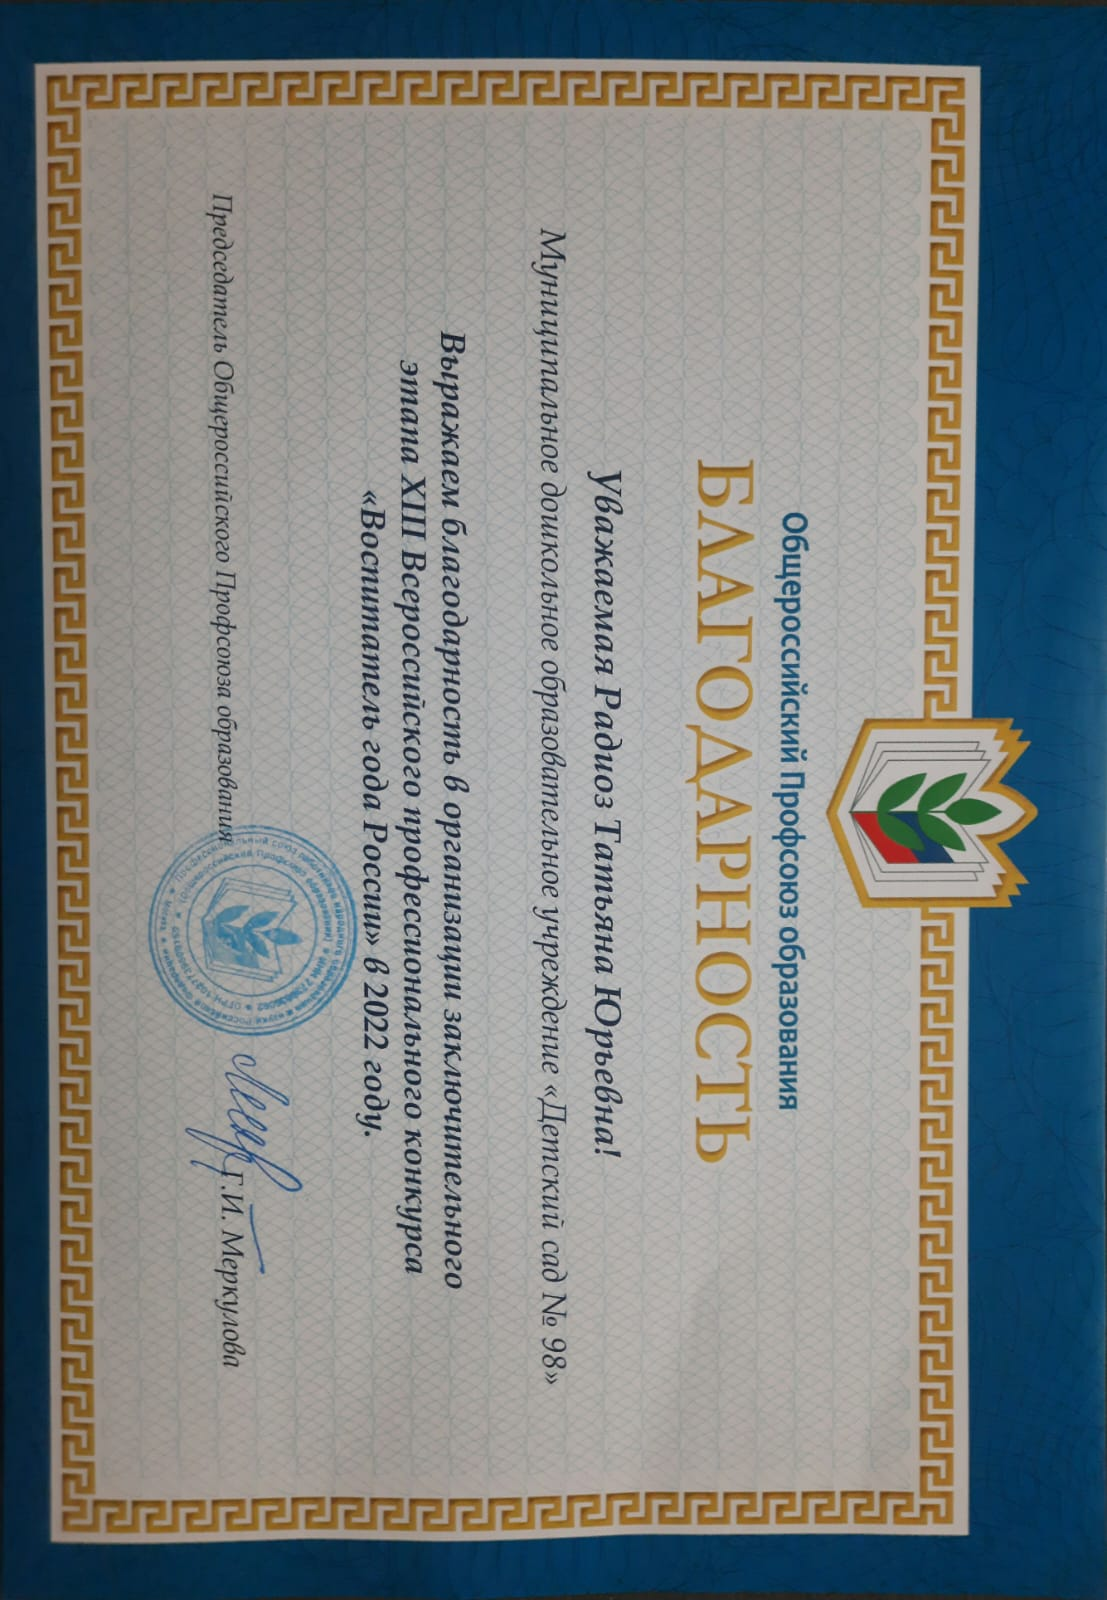 Общероссийский Профсоюз образования
БЛАГОДАРНОСТЬ
Уважаемая Радиоз Татьяна Юрьевна!
Муниципальное дошкольное образовательное учреждение «Детский сад № 98»
Выражаем благодарность в организации заключительного
этапа XIII Всероссийского профессионального конкурса
«Воспитатель года России» в 2022 году.
Председатель Общероссийского Профсоюза образования
Г.И. Меркулова